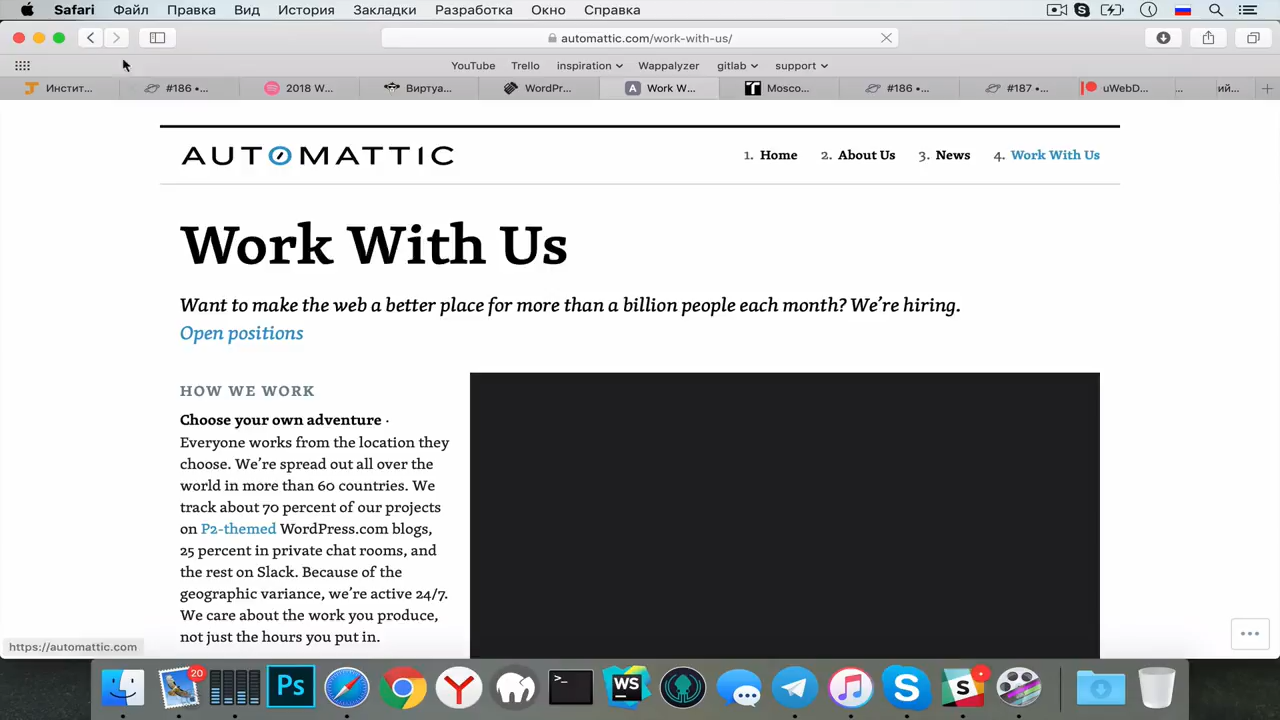 Safari Файл Правка Вид История Закладки Разработка Окно Справка
automattic.com/work-with-us/
YouTube Trello inspiration Wappalyzer gitlab support
Инстит... #186 •... 2018 W... Виртуа... WordPr... Work W... Mosco... #186 •... #187 •... uWebD... ... ий...
AUTOMATTIC
1. Home 2. About Us 3. News 4. Work With Us
Work With Us
Want to make the web a better place for more than a billion people each month? We’re hiring.
Open positions
HOW WE WORK
Choose your own adventure ·
Everyone works from the location they
choose. We’re spread out all over the
world in more than 60 countries. We
track about 70 percent of our projects
on P2-themed WordPress.com blogs,
25 percent in private chat rooms, and
the rest on Slack. Because of the
geographic variance, we’re active 24/7.
We care about the work you produce,
not just the hours you put in.
https://automattic.com
20
Ps
WS